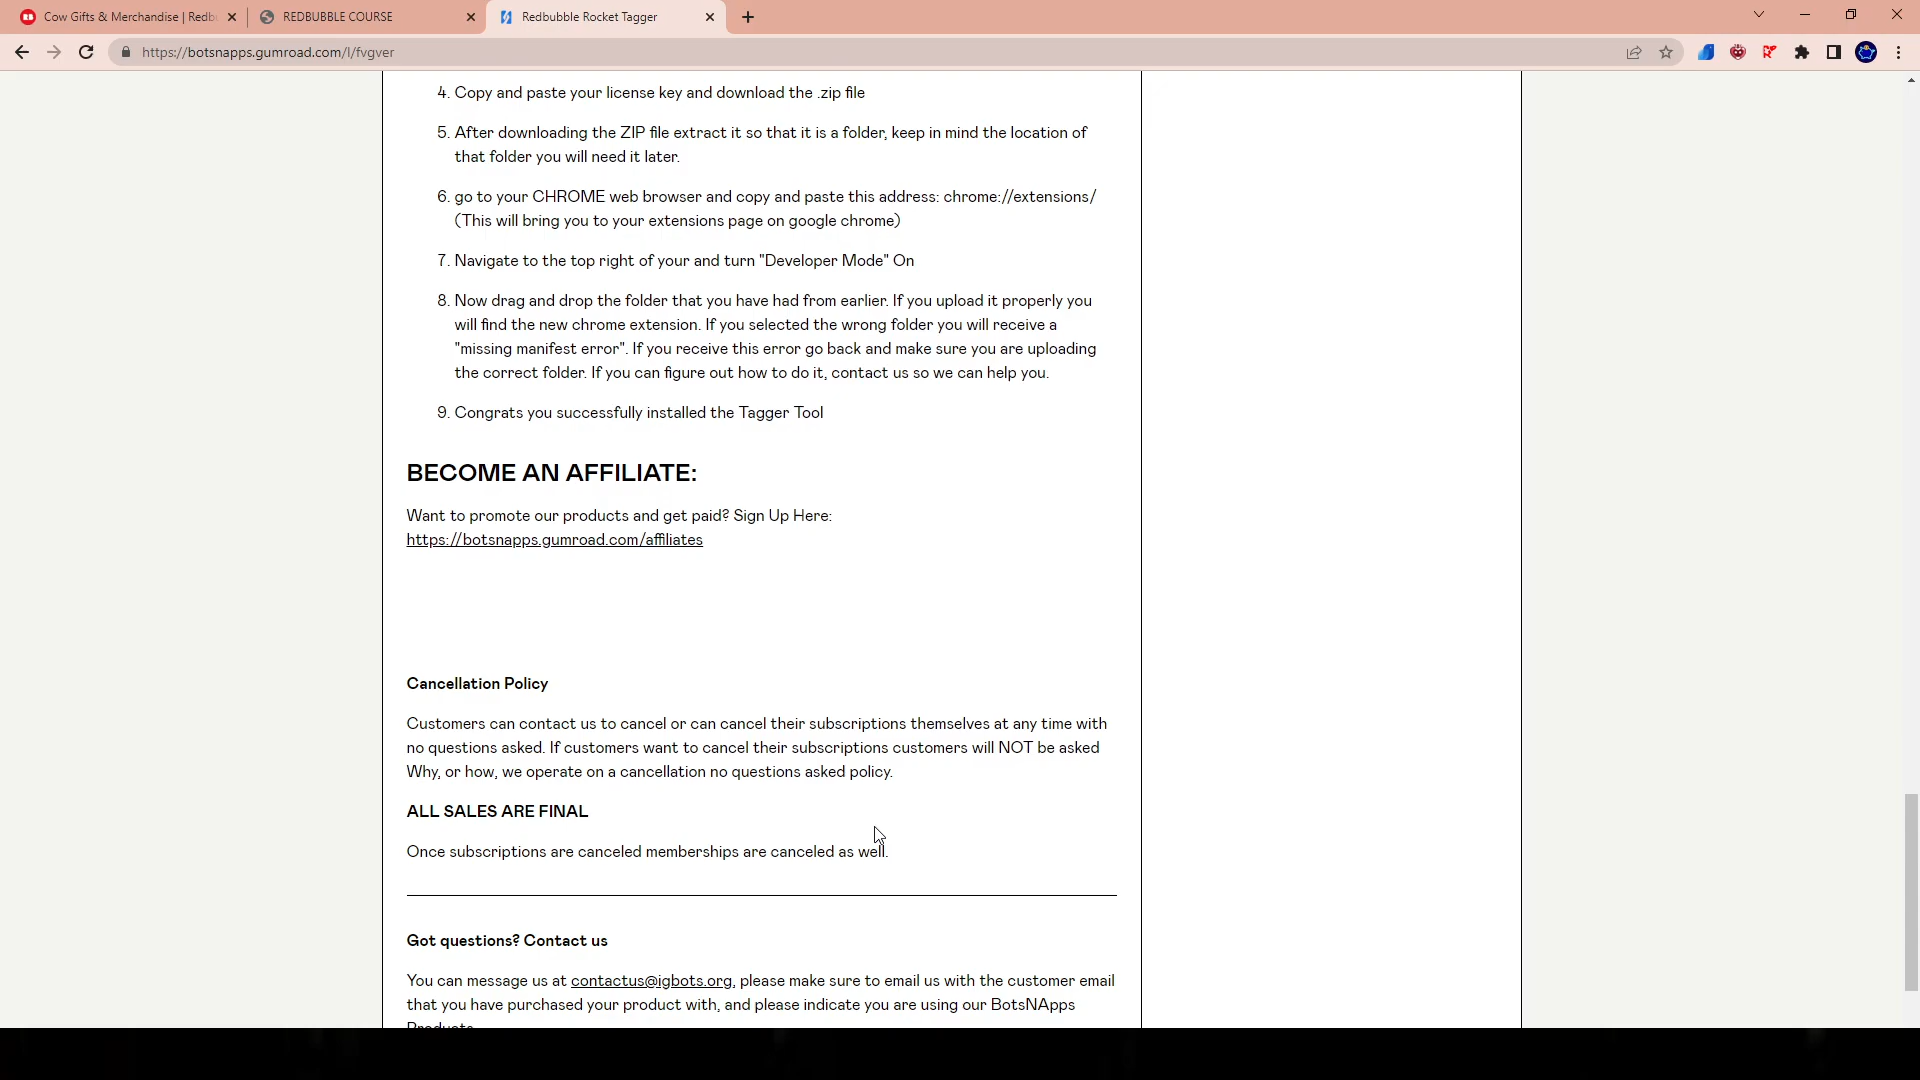 Cow Gifts & Merchandise | Redb
REDBUBBLE COURSE
Redbubble Rocket Tagger
https://botsnapps.gumroad.com/l/fvgver
4. Copy and paste your license key and download the .zip file
5. After downloading the ZIP file extract it so that it is a folder, keep in mind the location of
that folder you will need it later.
6. go to your CHROME web browser and copy and paste this address: chrome://extensions/
(This will bring you to your extensions page on google chrome)
7. Navigate to the top right of your and turn "Developer Mode" On
8. Now drag and drop the folder that you have had from earlier. If you upload it properly you
will find the new chrome extension. If you selected the wrong folder you will receive a
"missing manifest error". If you receive this error go back and make sure you are uploading
the correct folder. If you can figure out how to do it, contact us so we can help you.
9. Congrats you successfully installed the Tagger Tool
BECOME AN AFFILIATE:
Want to promote our products and get paid? Sign Up Here:
https://botsnapps.gumroad.com/affiliates
Cancellation Policy
Customers can contact us to cancel or can cancel their subscriptions themselves at any time with
no questions asked. If customers want to cancel their subscriptions customers will NOT be asked
Why, or how, we operate on a cancellation no questions asked policy.
ALL SALES ARE FINAL
Once subscriptions are canceled memberships are canceled as well.
Got questions? Contact us
You can message us at contactus@igbots.org, please make sure to email us with the customer email
that you have purchased your product with, and please indicate you are using our BotsNApps
Products